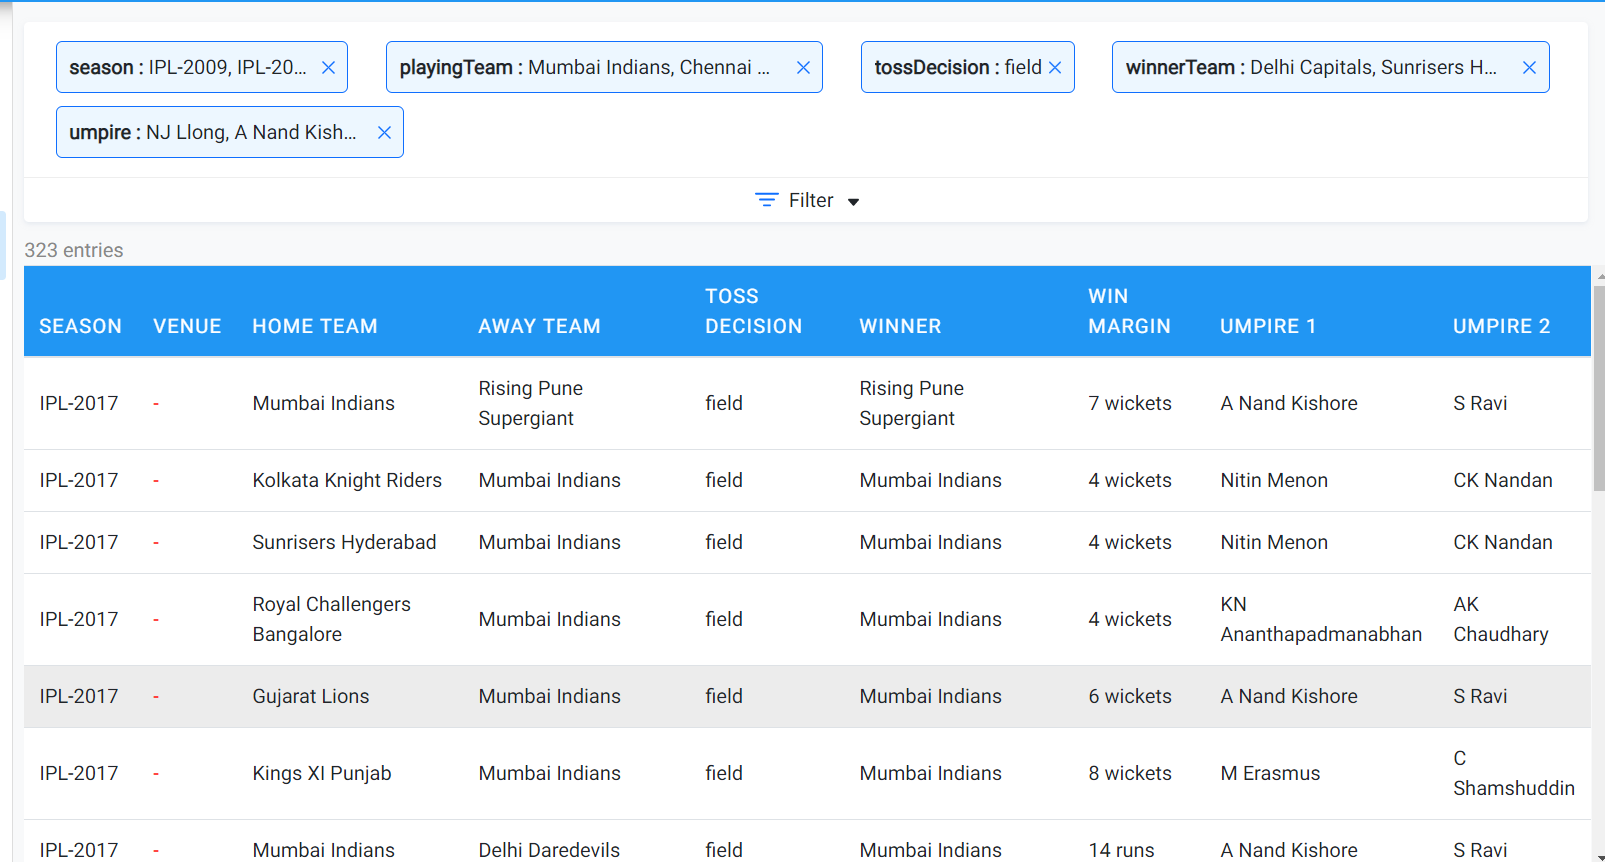 season : IPL-2009, IPL-20... × playingTeam : Mumbai Indians, Chennai ... × tossDecision : field × winnerTeam : Delhi Capitals, Sunrisers H... ×
umpire : NJ Llong, A Nand Kish... ×
Filter
323 entries
SEASON VENUE HOME TEAM AWAY TEAM TOSS DECISION WINNER WIN MARGIN UMPIRE 1 UMPIRE 2
IPL-2017 - Mumbai Indians Rising Pune Supergiant field Rising Pune Supergiant 7 wickets A Nand Kishore S Ravi
IPL-2017 - Kolkata Knight Riders Mumbai Indians field Mumbai Indians 4 wickets Nitin Menon CK Nandan
IPL-2017 - Sunrisers Hyderabad Mumbai Indians field Mumbai Indians 4 wickets Nitin Menon CK Nandan
IPL-2017 - Royal Challengers Bangalore Mumbai Indians field Mumbai Indians 4 wickets KN Ananthapadmanabhan AK Chaudhary
IPL-2017 - Gujarat Lions Mumbai Indians field Mumbai Indians 6 wickets A Nand Kishore S Ravi
IPL-2017 - Kings XI Punjab Mumbai Indians field Mumbai Indians 8 wickets M Erasmus C Shamshuddin
IPL-2017 - Mumbai Indians Delhi Daredevils field Mumbai Indians 14 runs A Nand Kishore S Ravi